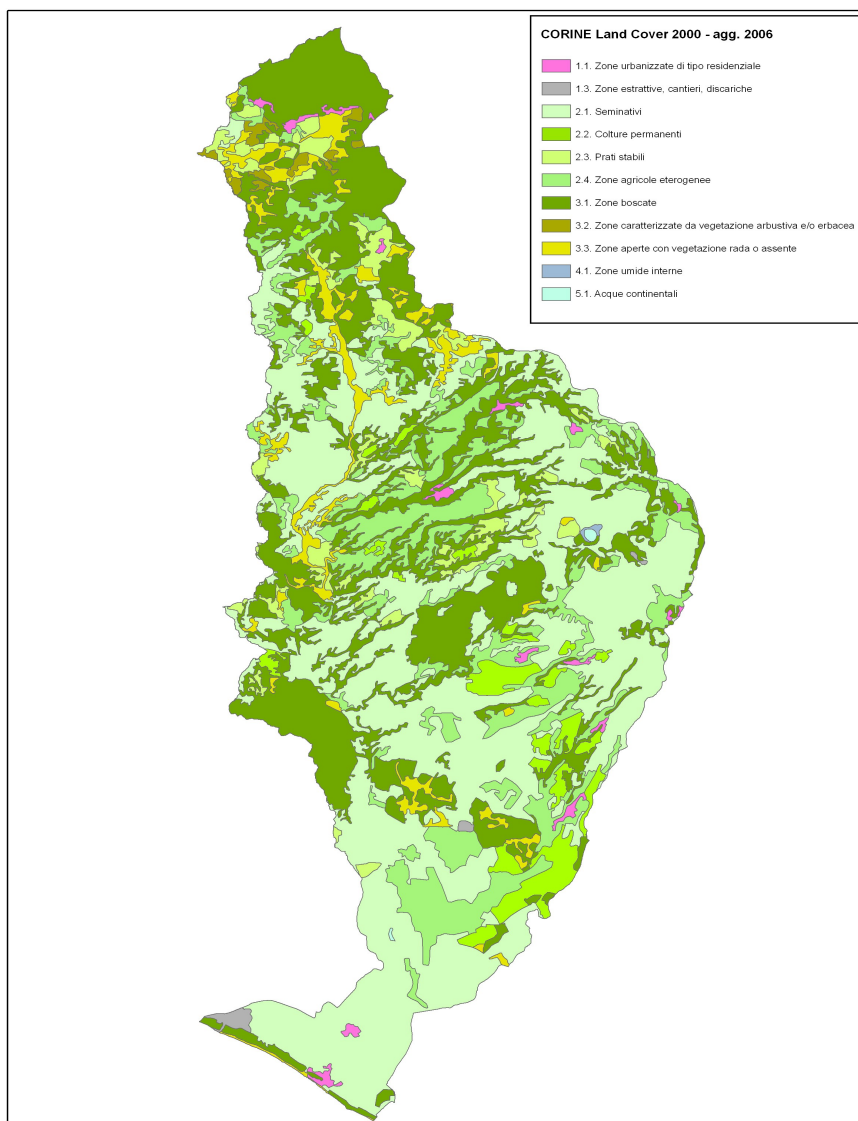 CORINE Land Cover 2000 - agg. 2006
1.1. Zone urbanizzate di tipo residenziale
1.3. Zone estrattive, cantieri, discariche
2.1. Seminativi
2.2. Colture permanenti
2.3. Prati stabili
2.4. Zone agricole eterogenee
3.1. Zone boscate
3.2. Zone caratterizzate da vegetazione arbustiva e/o erbacea
3.3. Zone aperte con vegetazione rada o assente
4.1. Zone umide interne
5.1. Acque continentali